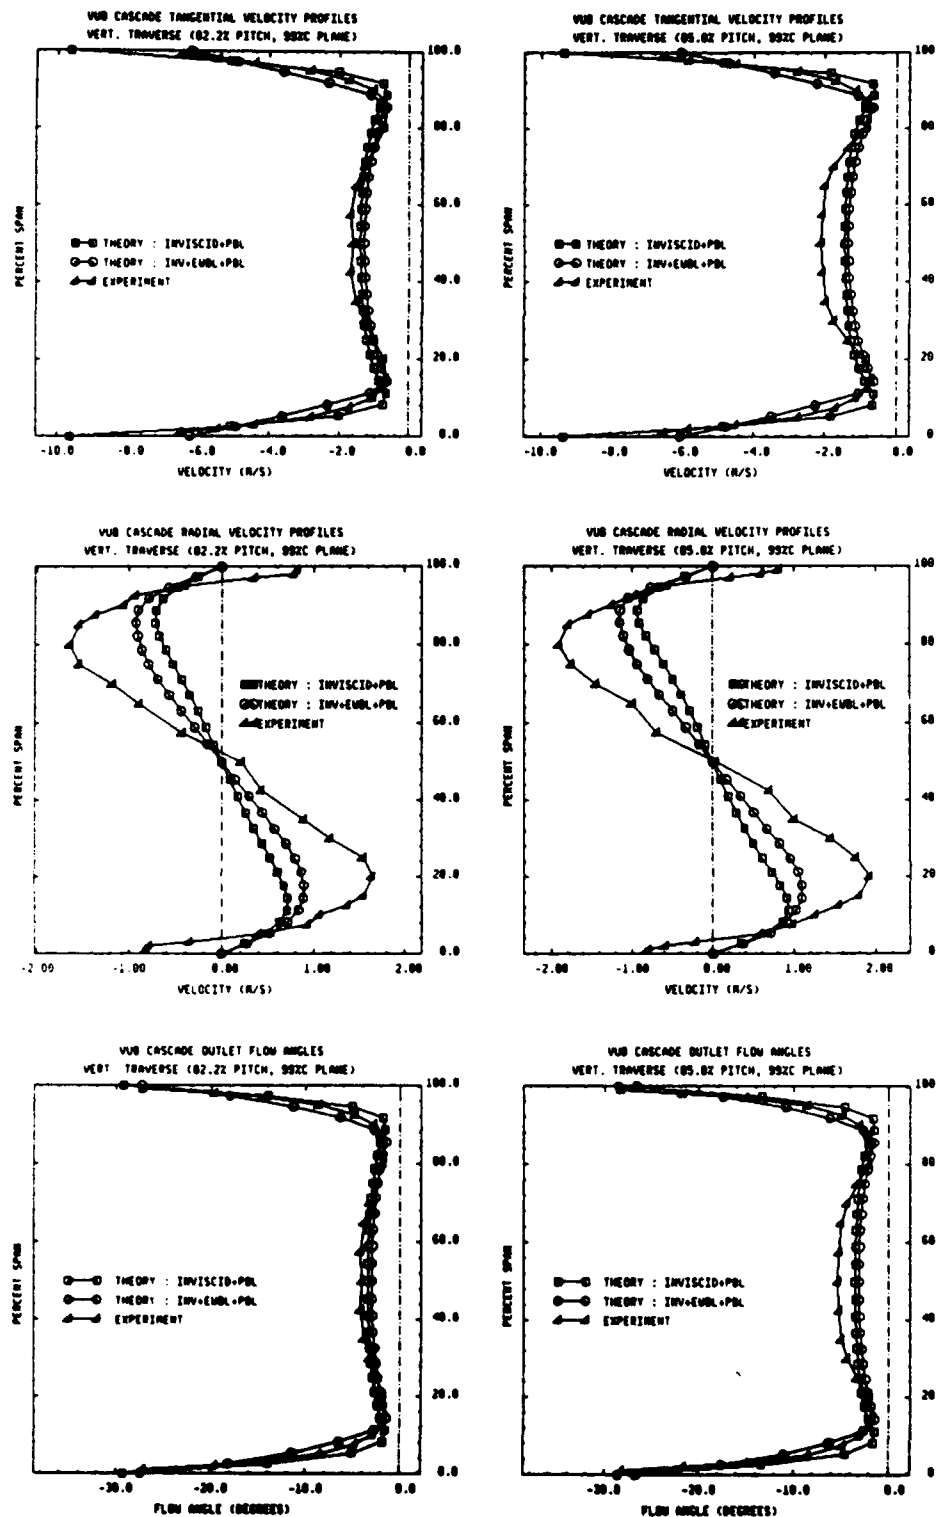 VUB CASCADE TANGENTIAL VELOCITY PROFILES
VERT. TRAVERSE (82.2% PITCH, 99%C PLANE)
100.0
80.0
60.0
40.0
20.0
0.0
PERCENT SPAN
THEORY : INVISCID+PBL
THEORY : INV+EWBL+PBL
EXPERIMENT
-10.0
-8.0
-6.0
-4.0
-2.0
0.0
VELOCITY (M/S)
VUB CASCADE TANGENTIAL VELOCITY PROFILES
VERT. TRAVERSE (85.8% PITCH, 99%C PLANE)
100
80
60
40
20
0.
PERCENT SPAN
THEORY : INVISCID+PBL
THEORY : INV+EWBL+PBL
EXPERIMENT
-10.0
-8.0
-6.0
-4.0
-2.0
0.0
VELOCITY (M/S)
VUB CASCADE RADIAL VELOCITY PROFILES
VERT. TRAVERSE (82.2% PITCH, 99%C PLANE)
100.0
80.0
60.0
40.0
20.0
0.0
PERCENT SPAN
THEORY : INVISCID+PBL
THEORY : INV+EWBL+PBL
EXPERIMENT
-2.00
-1.00
0.00
1.00
2.00
VELOCITY (M/S)
VUB CASCADE RADIAL VELOCITY PROFILES
VERT. TRAVERSE (85.8% PITCH, 99%C PLANE)
100
80
60
40
20
0.
PERCENT SPAN
THEORY : INVISCID+PBL
THEORY : INV+EWBL+PBL
EXPERIMENT
-2.00
-1.00
0.00
1.00
2.00
VELOCITY (M/S)
VUB CASCADE OUTLET FLOW ANGLES
VERT. TRAVERSE (82.2% PITCH, 99%C PLANE)
100.0
80.0
60.0
40.0
20.0
0.0
PERCENT SPAN
THEORY : INVISCID+PBL
THEORY : INV+EWBL+PBL
EXPERIMENT
-30.0
-20.0
-10.0
0.0
FLOW ANGLE (DEGREES)
VUB CASCADE OUTLET FLOW ANGLES
VERT. TRAVERSE (85.8% PITCH, 99%C PLANE)
100
80
60
40
20
0.
PERCENT SPAN
THEORY : INVISCID+PBL
THEORY : INV+EWBL+PBL
EXPERIMENT
-30.0
-20.0
-10.0
0.0
FLOW ANGLE (DEGREES)